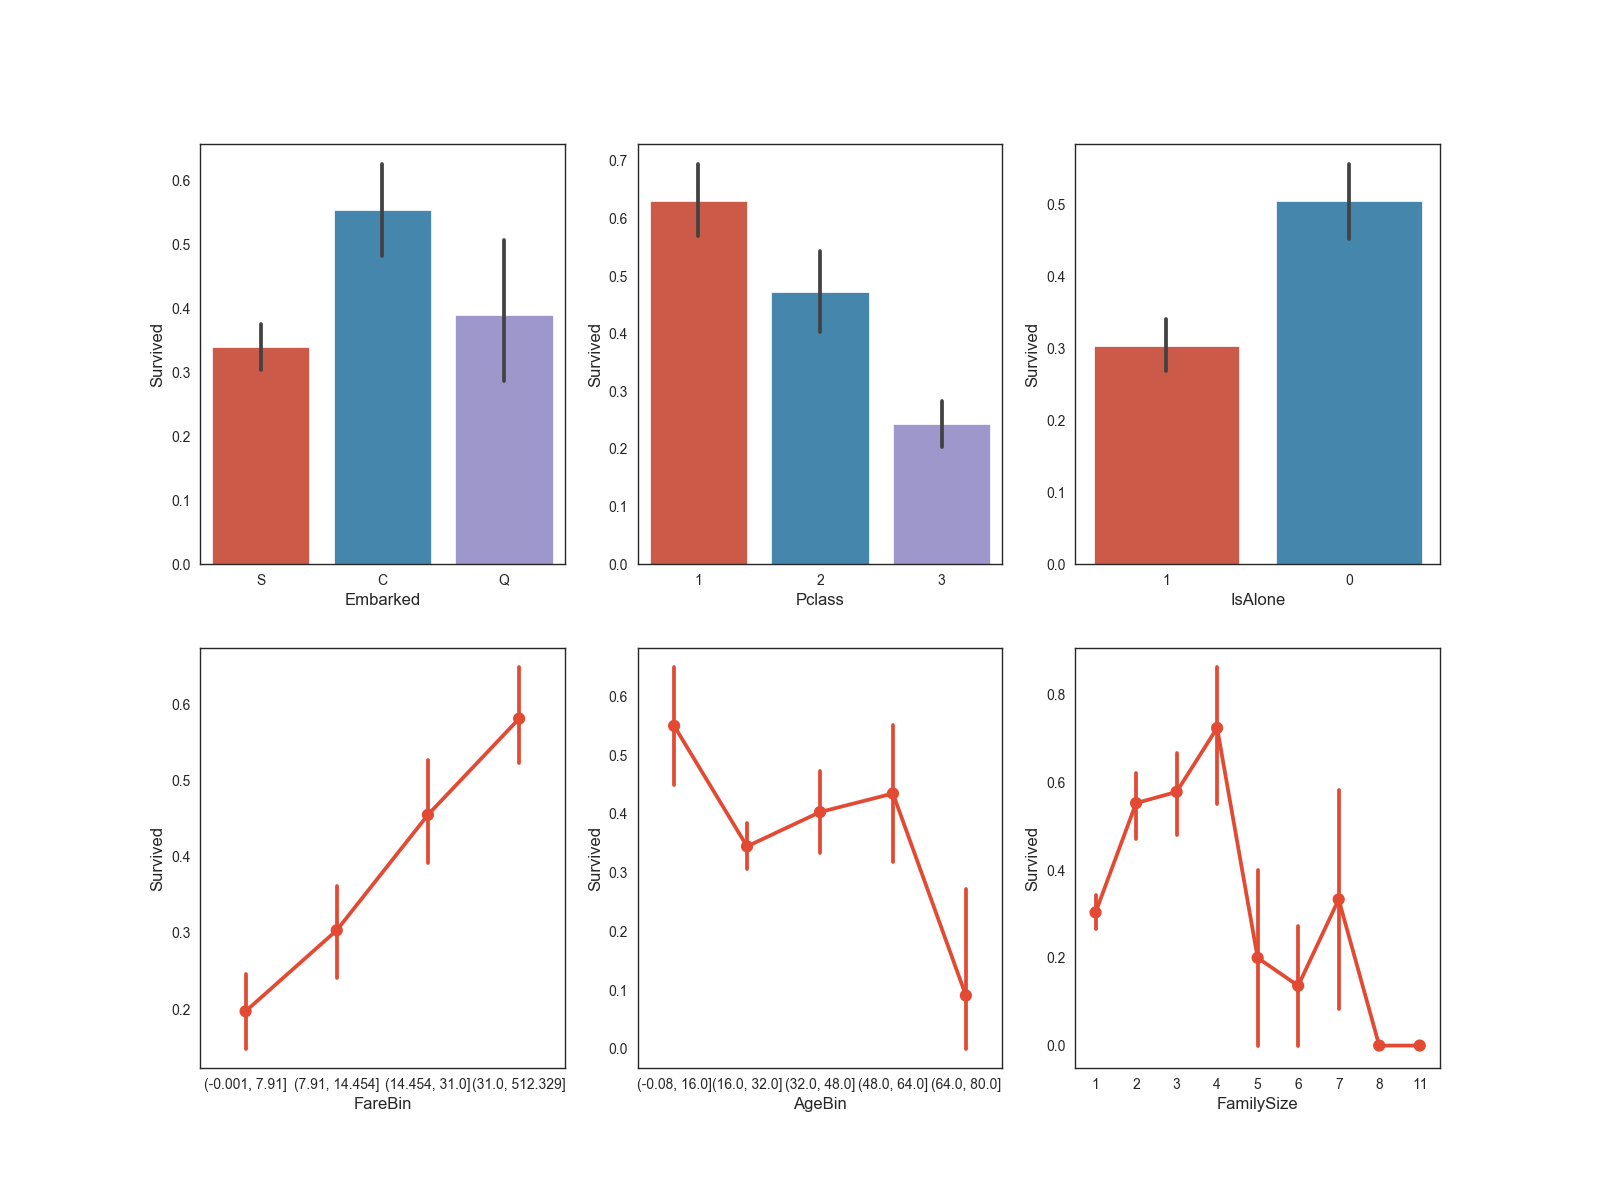 0.6
0.5
0.4
0.3
0.2
0.1
0.0
Survived
S C Q
Embarked
0.7
0.6
0.5
0.4
0.3
0.2
0.1
0.0
Survived
1 2 3
Pclass
0.5
0.4
0.3
0.2
0.1
0.0
Survived
1 0
IsAlone
0.6
0.5
0.4
0.3
0.2
Survived
(-0.001, 7.91] (7.91, 14.454] (14.454, 31.0] (31.0, 512.329]
FareBin
0.6
0.5
0.4
0.3
0.2
0.1
0.0
Survived
(-0.08, 16.0] (16.0, 32.0] (32.0, 48.0] (48.0, 64.0] (64.0, 80.0]
AgeBin
0.8
0.6
0.4
0.2
0.0
Survived
1 2 3 4 5 6 7 8 11
FamilySize